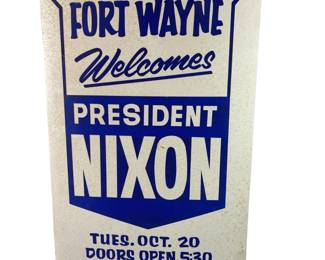 FORT WAYNE
Welcomes
PRESIDENT
NIXON
TUES. OCT. 20
DOORS OPEN 5:30